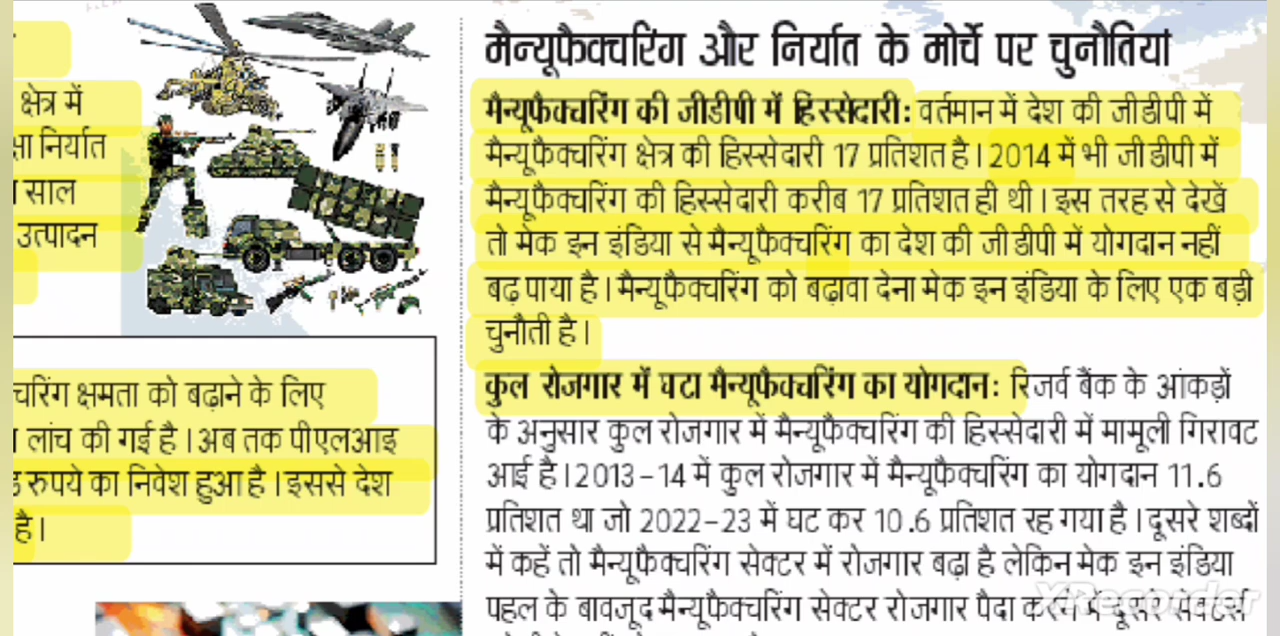 क्षेत्र में
निर्यात
साल
उत्पादन
क्षमता को बढ़ाने के लिए
लांच की गई है। अब तक पीएलआइ
रुपये का निवेश हुआ है। इससे देश
है।
मैन्यूफैक्चरिंग और निर्यात के मोर्चे पर चुनौतियां
मैन्यूफैक्चरिंग की जीडीपी में हिस्सेदारी: वर्तमान में देश की जीडीपी में
मैन्यूफैक्चरिंग क्षेत्र की हिस्सेदारी 17 प्रतिशत है। 2014 में भी जीडीपी में
मैन्यूफैक्चरिंग की हिस्सेदारी करीब 17 प्रतिशत ही थी। इस तरह से देखें
तो मेक इन इंडिया से मैन्यूफैक्चरिंग का देश की जीडीपी में योगदान नहीं
बढ़ पाया है। मैन्यूफैक्चरिंग को बढ़ावा देना मेक इन इंडिया के लिए एक बड़ी
चुनौती है।
कुल रोजगार में घटा मैन्यूफैक्चरिंग का योगदान: रिजर्व बैंक के आंकड़ों
के अनुसार कुल रोजगार में मैन्यूफैक्चरिंग की हिस्सेदारी में मामूली गिरावट
आई है। 2013-14 में कुल रोजगार में मैन्यूफैक्चरिंग का योगदान 11.6
प्रतिशत था जो 2022-23 में घट कर 10.6 प्रतिशत रह गया है। दूसरे शब्दों
में कहें तो मैन्यूफैक्चरिंग सेक्टर में रोजगार बढ़ा है लेकिन मेक इन इंडिया
पहल के बावजूद मैन्यूफैक्चरिंग सेक्टर रोजगार पैदा करने में दूसरे सेक्टर्स
XRecorder